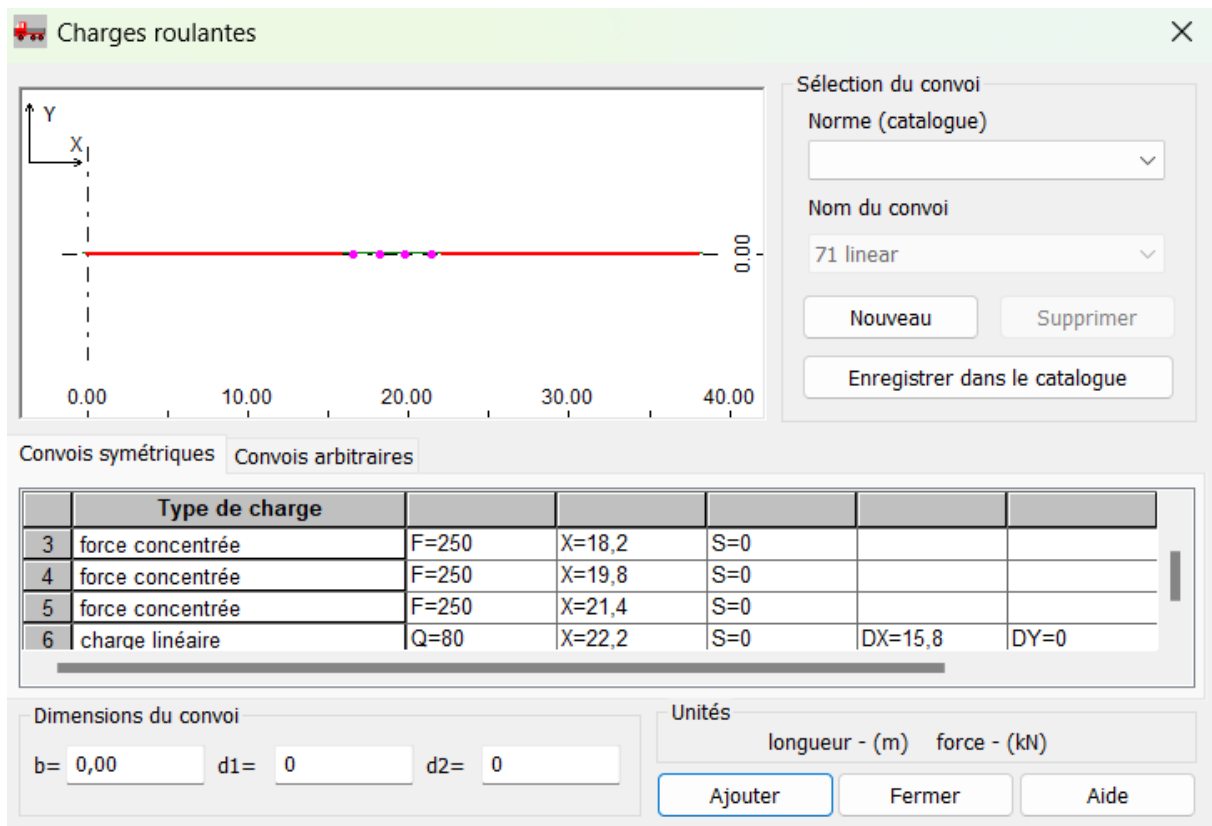 Charges roulantes
Y
X
0.00
0.00 10.00 20.00 30.00 40.00
Sélection du convoi
Norme (catalogue)
Nom du convoi
71 linear
Nouveau Supprimer
Enregistrer dans le catalogue
Convois symétriques Convois arbitraires
Type de charge
3 force concentrée F=250 X=18,2 S=0
4 force concentrée F=250 X=19,8 S=0
5 force concentrée F=250 X=21,4 S=0
6 charge linéaire Q=80 X=22,2 S=0 DX=15,8 DY=0
Dimensions du convoi
b= 0,00 d1= 0 d2= 0
Unités
longueur - (m) force - (kN)
Ajouter Fermer Aide